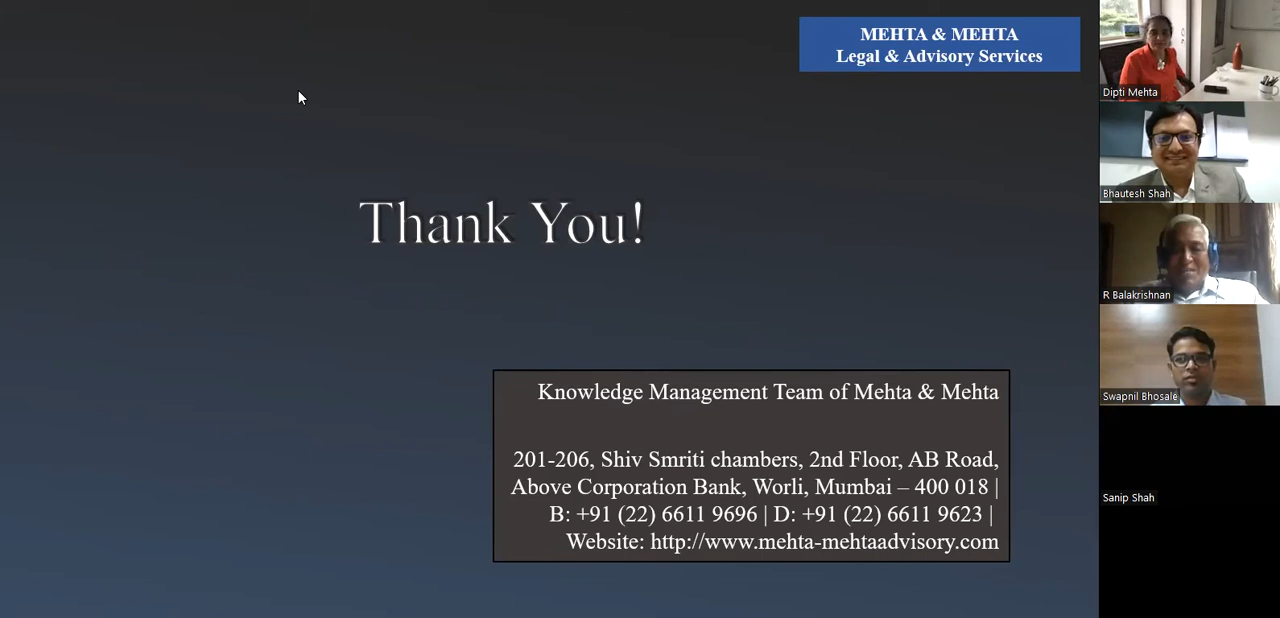 MEHTA & MEHTA
Legal & Advisory Services
Thank You!
Knowledge Management Team of Mehta & Mehta
201-206, Shiv Smriti chambers, 2nd Floor, AB Road,
Above Corporation Bank, Worli, Mumbai – 400 018 |
B: +91 (22) 6611 9696 | D: +91 (22) 6611 9623 |
Website: http://www.mehta-mehtaadvisory.com
Dipti Mehta
Bhautesh Shah
R Balakrishnan
Swapnil Bhosale
Sanip Shah